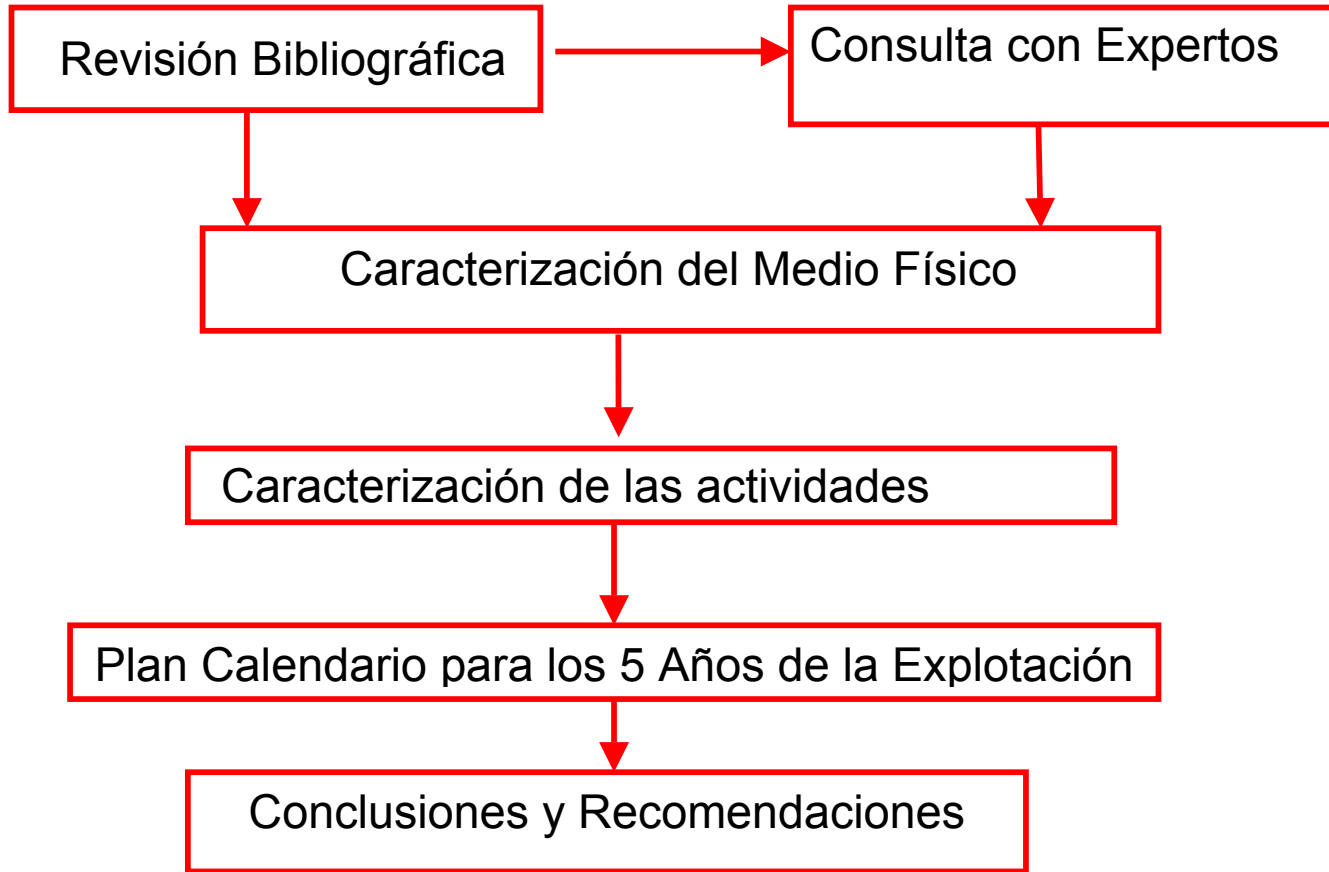 Revisión Bibliográfica
Consulta con Expertos
Caracterización del Medio Físico
Caracterización de las actividades
Plan Calendario para los 5 Años de la Explotación
Conclusiones y Recomendaciones